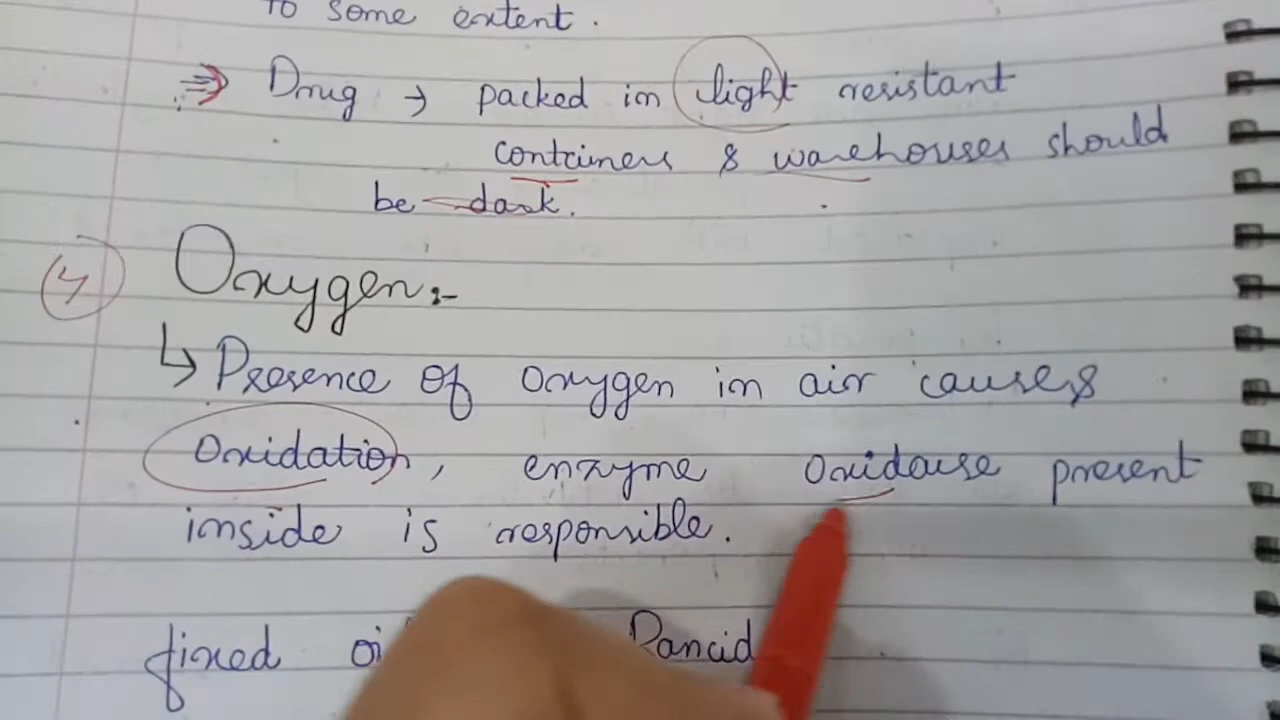 to some extent.
⇒ Drug → packed in light resistant
containers & warehouses should
be dark.
4 Oxygen:-
↳ Presence of oxygen in air causes
oxidation, enzyme oxidase present
inside is responsible.
fixed Rancid